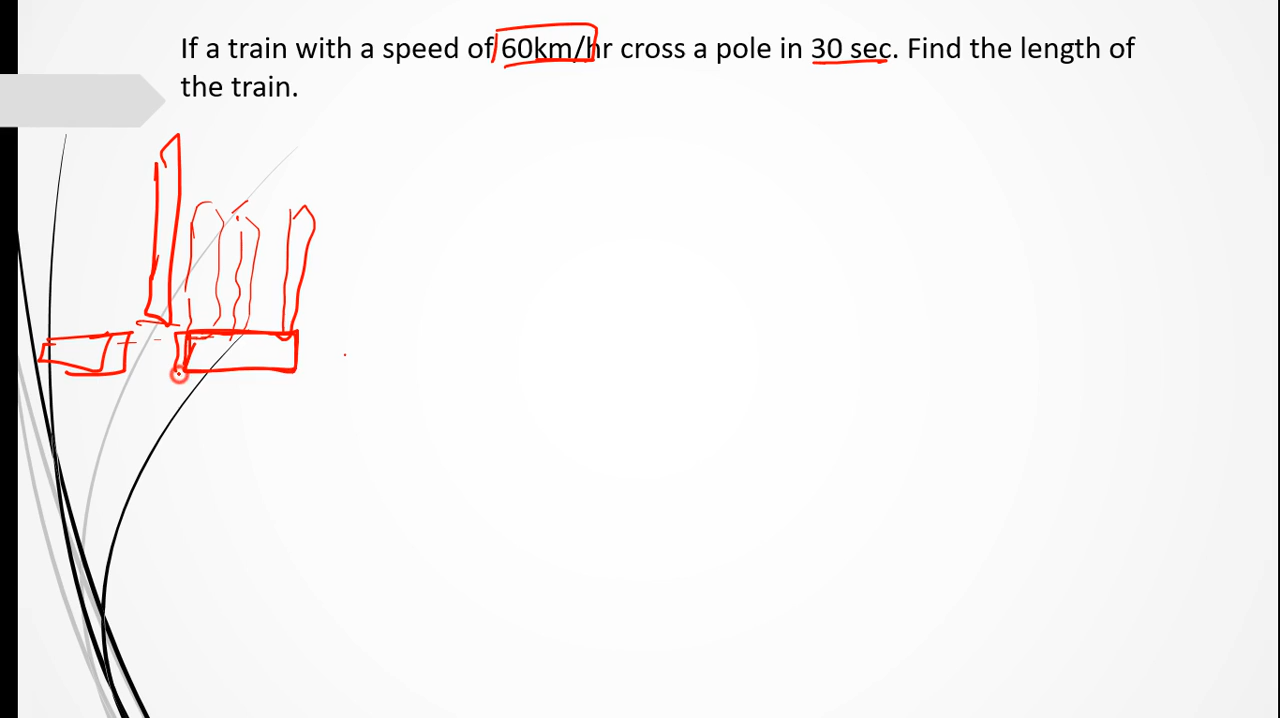 If a train with a speed of 60km/hr cross a pole in 30 sec. Find the length of
the train.